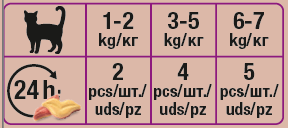 1-2 3-5 6-7
kg/кг kg/кг kg/кг
24h. 2 4 5
pcs/шт./ pcs/шт./ pcs/шт./
uds/pz uds/pz uds/pz